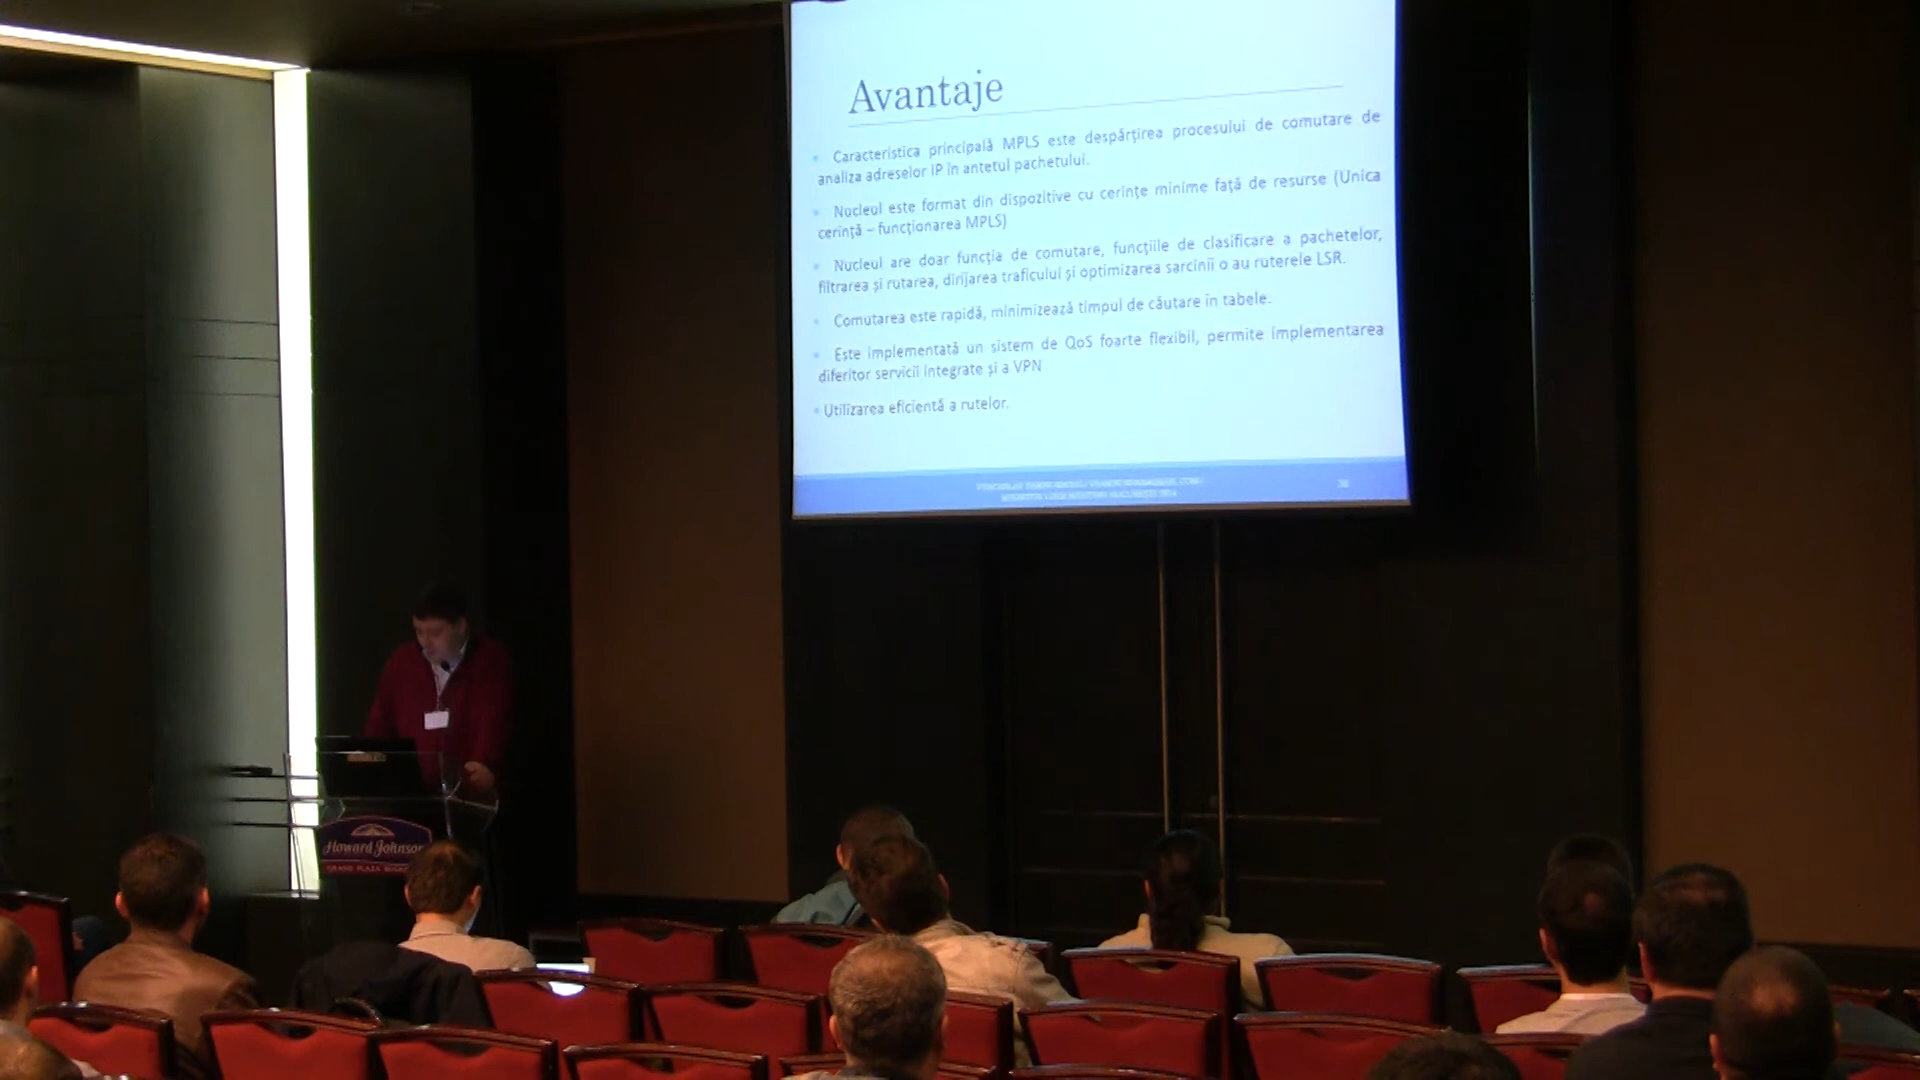 Avantaje
Caracteristica principală MPLS este despărțirea procesului de comutare de
analiza adreselor IP în antetul pachetului.
Nucleul este format din dispozitive cu cerințe minime față de resurse (Unica
cerință – funcționarea MPLS)
Nucleul are doar funcția de comutare, funcțiile de clasificare a pachetelor,
filtrarea și rutarea, dirijarea traficului și optimizarea sarcinii o au ruterele LSR.
Comutarea este rapidă, minimizează timpul de căutare în tabele.
Este implementată un sistem de QoS foarte flexibil, permite implementarea
diferitor servicii integrate și a VPN
Utilizarea eficientă a rutelor.
Howard Johnson
GRAND PLAZA